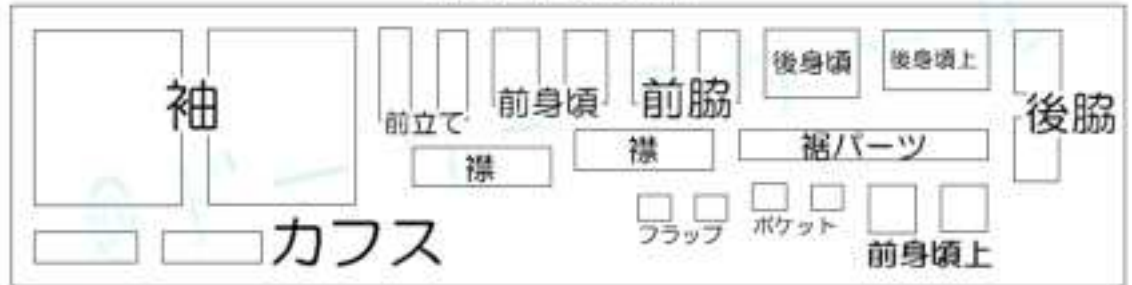 袖
前立て
前身頃
前脇
後身頃
後身頃上
後脇
襟
襟
裾パーツ
フラップ
ポケット
前身頃上
カフス